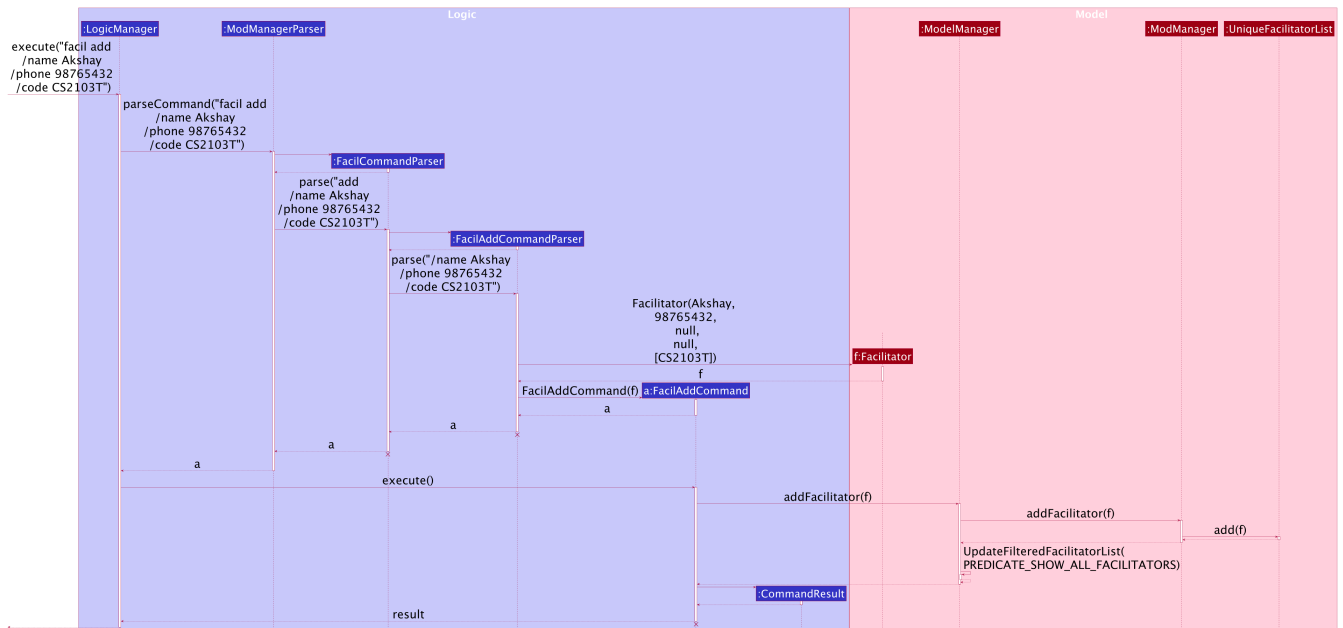 Logic
Model
:LogicManager
:ModManagerParser
:ModelManager
:ModManager
:UniqueFacilitatorList
execute("facil add
/name Akshay
/phone 98765432
/code CS2103T")
parseCommand("facil add
/name Akshay
/phone 98765432
/code CS2103T")
:FacilCommandParser
parse("add
/name Akshay
/phone 98765432
/code CS2103T")
:FacilAddCommandParser
parse("/name Akshay
/phone 98765432
/code CS2103T")
Facilitator(Akshay,
98765432,
null,
null,
[CS2103T])
f:Facilitator
f
FacilAddCommand(f)
a:FacilAddCommand
a
a
a
a
execute()
addFacilitator(f)
addFacilitator(f)
add(f)
UpdateFilteredFacilitatorList(
PREDICATE_SHOW_ALL_FACILITATORS)
:CommandResult
result